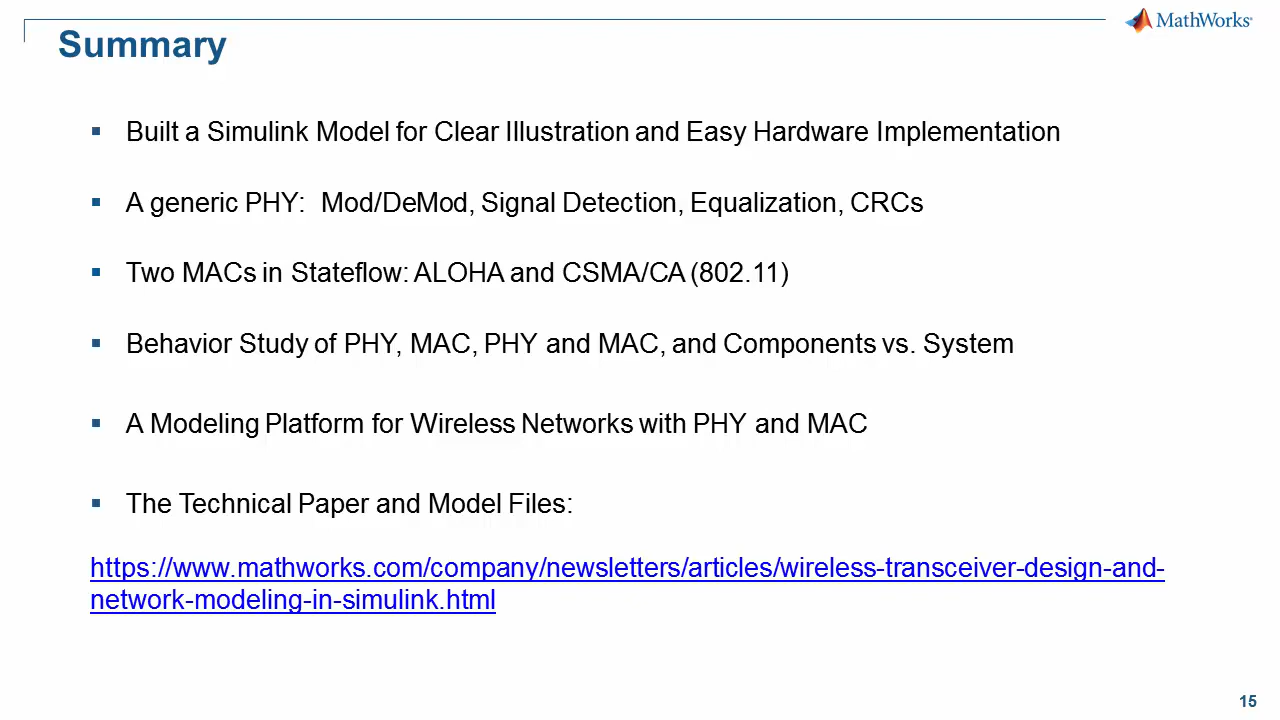 MathWorks
Summary
▪ Built a Simulink Model for Clear Illustration and Easy Hardware Implementation
▪ A generic PHY:  Mod/DeMod, Signal Detection, Equalization, CRCs
▪ Two MACs in Stateflow: ALOHA and CSMA/CA (802.11)
▪ Behavior Study of PHY, MAC, PHY and MAC, and Components vs. System
▪ A Modeling Platform for Wireless Networks with PHY and MAC
▪ The Technical Paper and Model Files:
https://www.mathworks.com/company/newsletters/articles/wireless-transceiver-design-and-
network-modeling-in-simulink.html
15